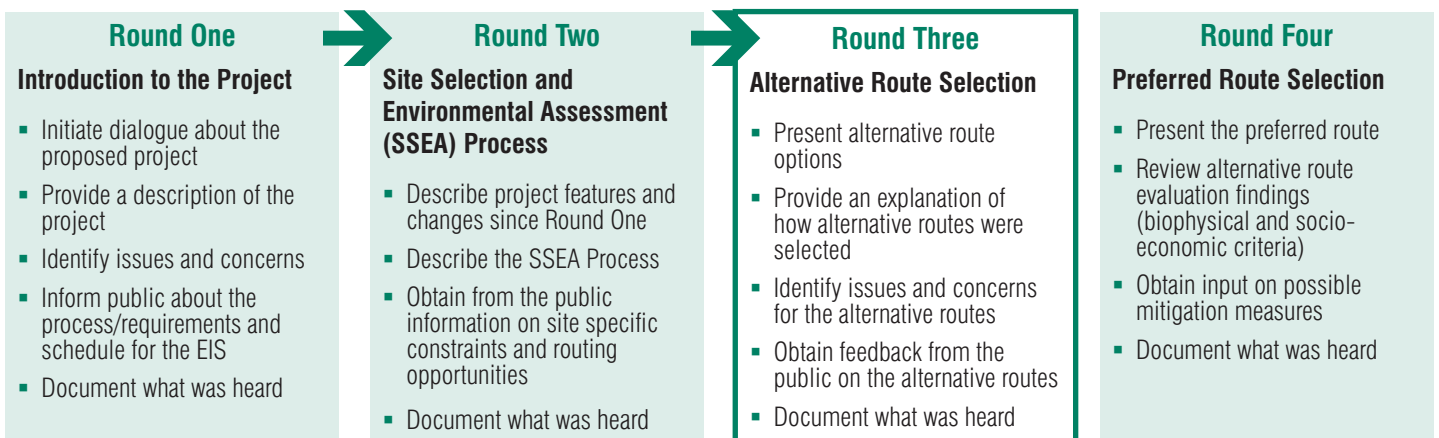 Round One
Introduction to the Project
▪ Initiate dialogue about the
proposed project
▪ Provide a description of the
project
▪ Identify issues and concerns
▪ Inform public about the
process/requirements and
schedule for the EIS
▪ Document what was heard
Round Two
Site Selection and
Environmental Assessment
(SSEA) Process
▪ Describe project features and
changes since Round One
▪ Describe the SSEA Process
▪ Obtain from the public
information on site specific
constraints and routing
opportunities
▪ Document what was heard
Round Three
Alternative Route Selection
▪ Present alternative route
options
▪ Provide an explanation of
how alternative routes were
selected
▪ Identify issues and concerns
for the alternative routes
▪ Obtain feedback from the
public on the alternative routes
▪ Document what was heard
Round Four
Preferred Route Selection
▪ Present the preferred route
▪ Review alternative route
evaluation findings
(biophysical and socio-
economic criteria)
▪ Obtain input on possible
mitigation measures
▪ Document what was heard